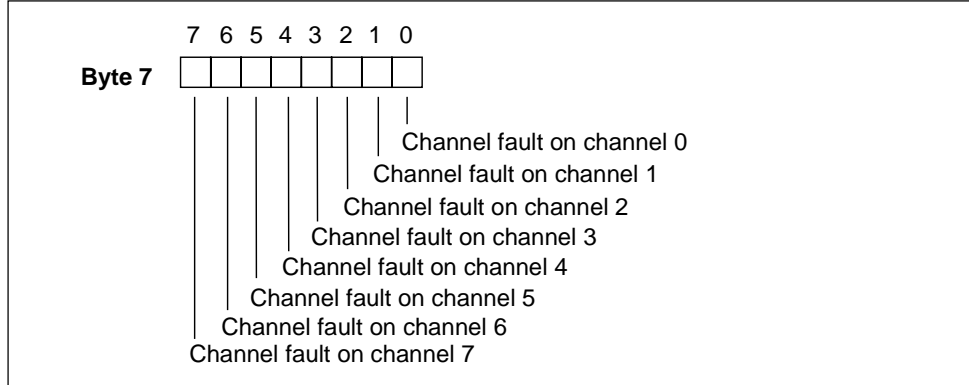 7 6 5 4 3 2 1 0
Byte 7
Channel fault on channel 0
Channel fault on channel 1
Channel fault on channel 2
Channel fault on channel 3
Channel fault on channel 4
Channel fault on channel 5
Channel fault on channel 6
Channel fault on channel 7